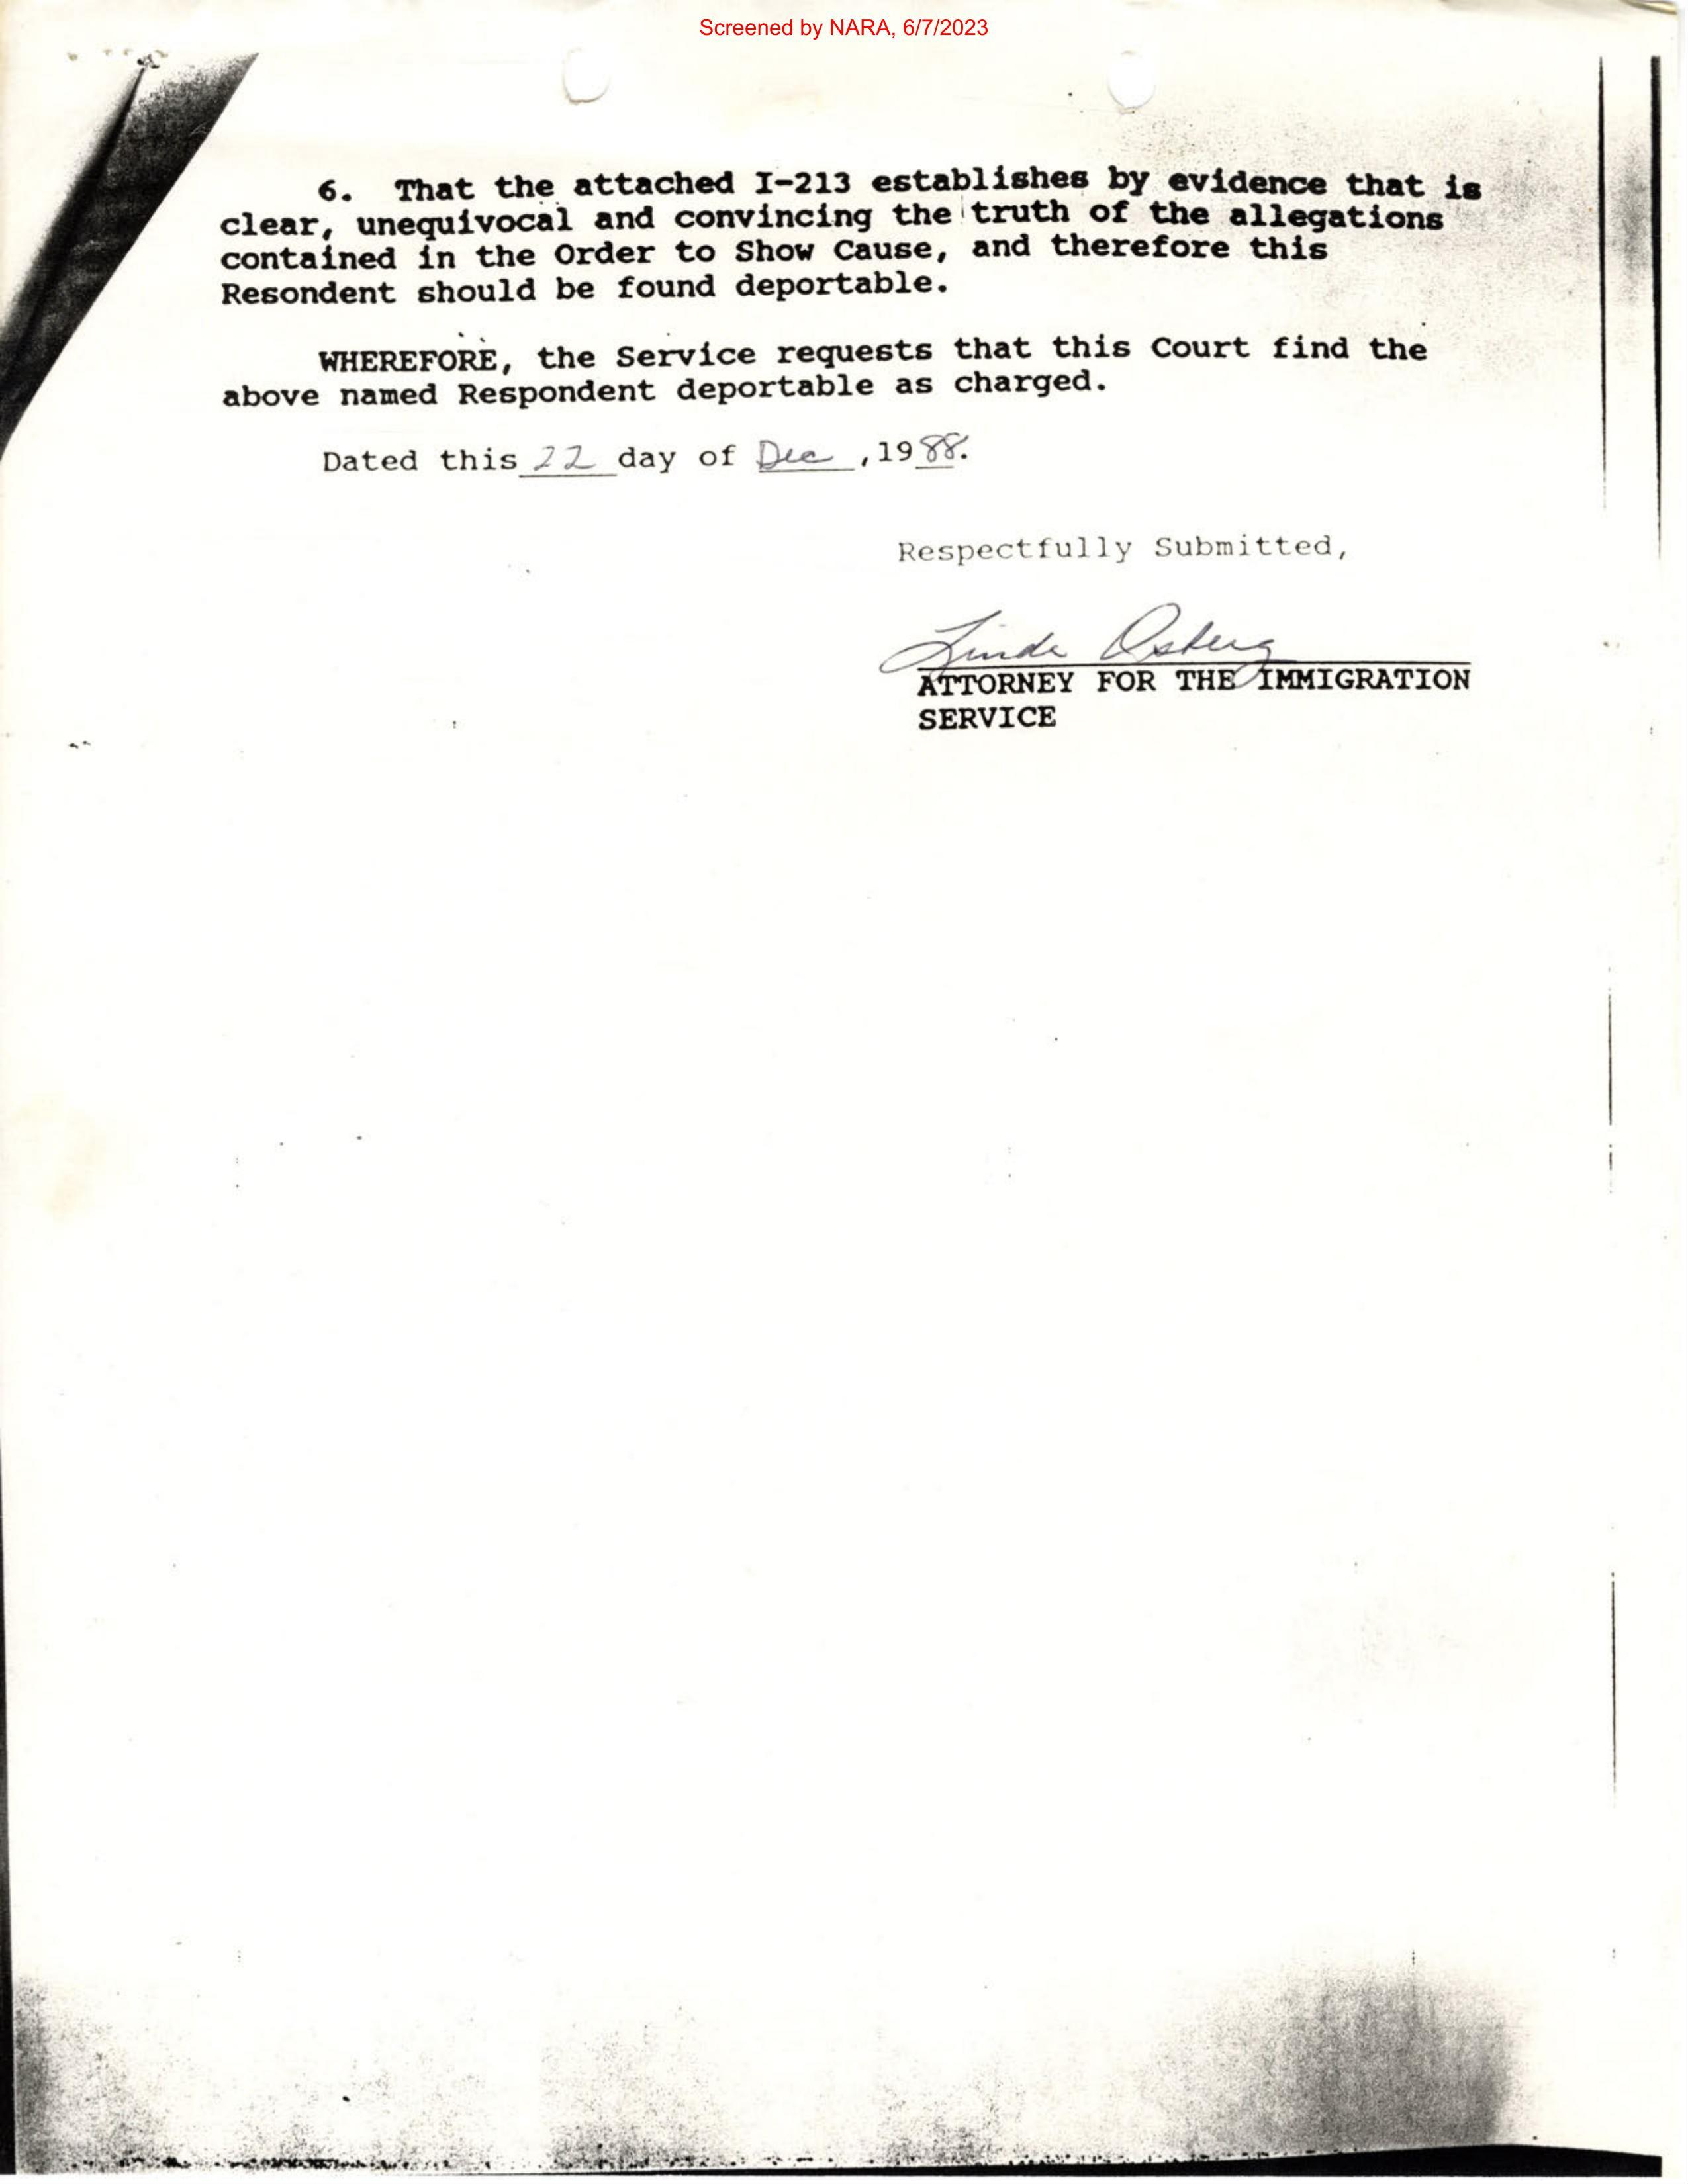 Screened by NARA, 6/7/2023
6. That the attached I-213 establishes by evidence that is
clear, unequivocal and convincing the truth of the allegations
contained in the Order to Show Cause, and therefore this
Resondent should be found deportable.
WHEREFORE, the Service requests that this Court find the
above named Respondent deportable as charged.
Dated this 22 day of Dec ,19 88.
Respectfully Submitted,
Linda Osberg
ATTORNEY FOR THE IMMIGRATION
SERVICE